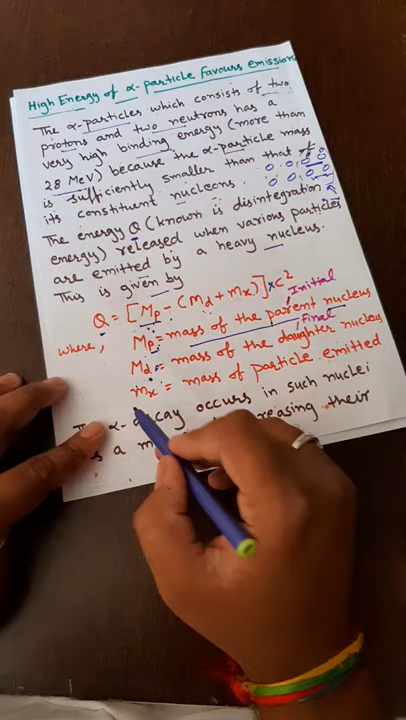 High Energy of α-particle favours emission
The α-particles which consists of two
protons and two neutrons has a
very high binding energy (more than
28 MeV) because the α-particle mass
is sufficiently smaller than that of
its constituent nucleons.
The energy Q (known is disintegration
energy) released when various particles
are emitted by a heavy nucleus.
This is given by
Q = [Mp - (Md + mx)] × c²
Initial
where, Mp = mass of the parent nucleus
Final
Md = mass of the daughter nucleus
mx = mass of particle emitted
α-decay occurs in such nuclei
as a their